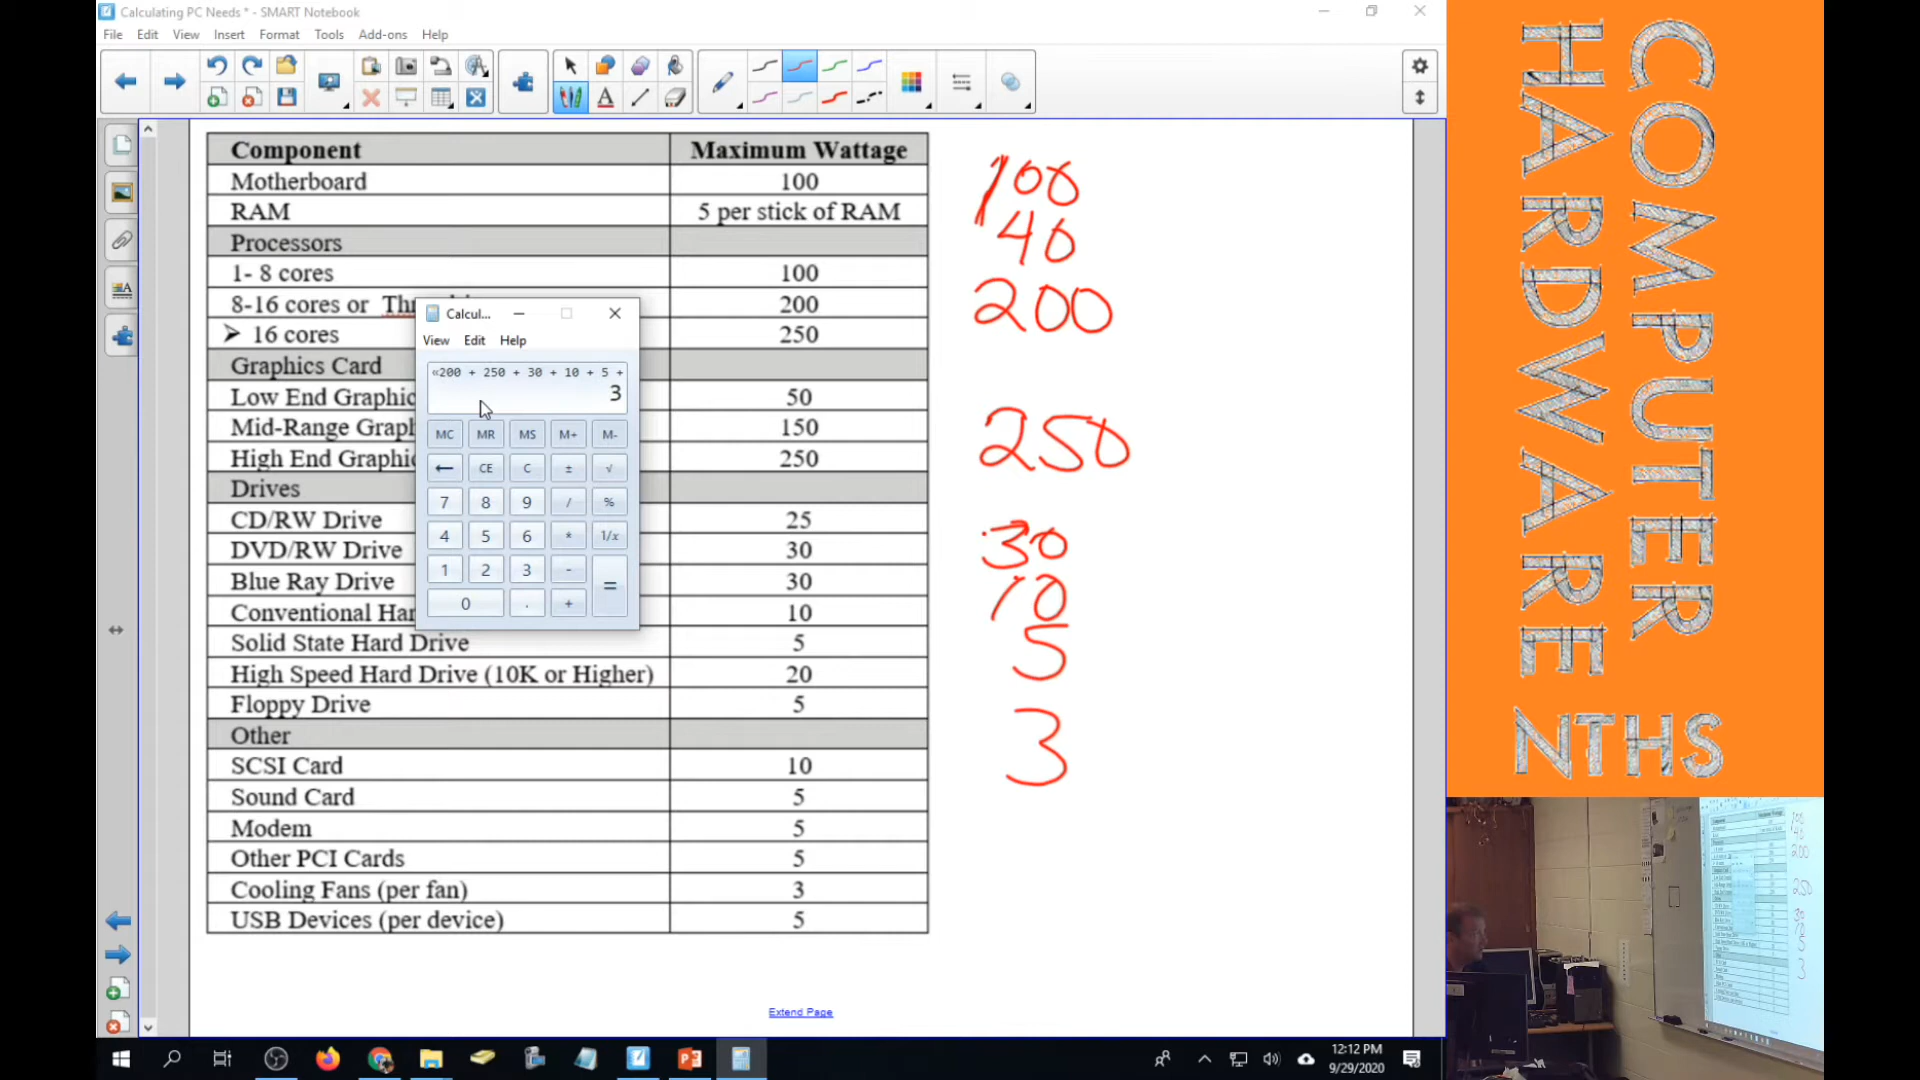 Calculating PC Needs * - SMART Notebook
File Edit View Insert Format Tools Add-ons Help
Component Maximum Wattage
Motherboard 100
RAM 5 per stick of RAM
Processors
1- 8 cores 100
8-16 cores or 200
16 cores 250
Graphics Card
Low End Graphic 50
Mid-Range Graph 150
High End Graphic 250
Drives
CD/RW Drive 25
DVD/RW Drive 30
Blue Ray Drive 30
Conventional Har 10
Solid State Hard Drive 5
High Speed Hard Drive (10K or Higher) 20
Floppy Drive 5
Other
SCSI Card 10
Sound Card 5
Modem 5
Other PCI Cards 5
Cooling Fans (per fan) 3
USB Devices (per device) 5
Extend Page
Calcul...
View Edit Help
«200 + 250 + 30 + 10 + 5 +
3
MC MR MS M+ M-
← CE C ± √
7 8 9 / %
4 5 6 * 1/x
1 2 3 - =
0 . +
100
40
200
250
30
10
5
3
COMPUTER
HARDWARE
NTHS
12:12 PM
9/29/2020